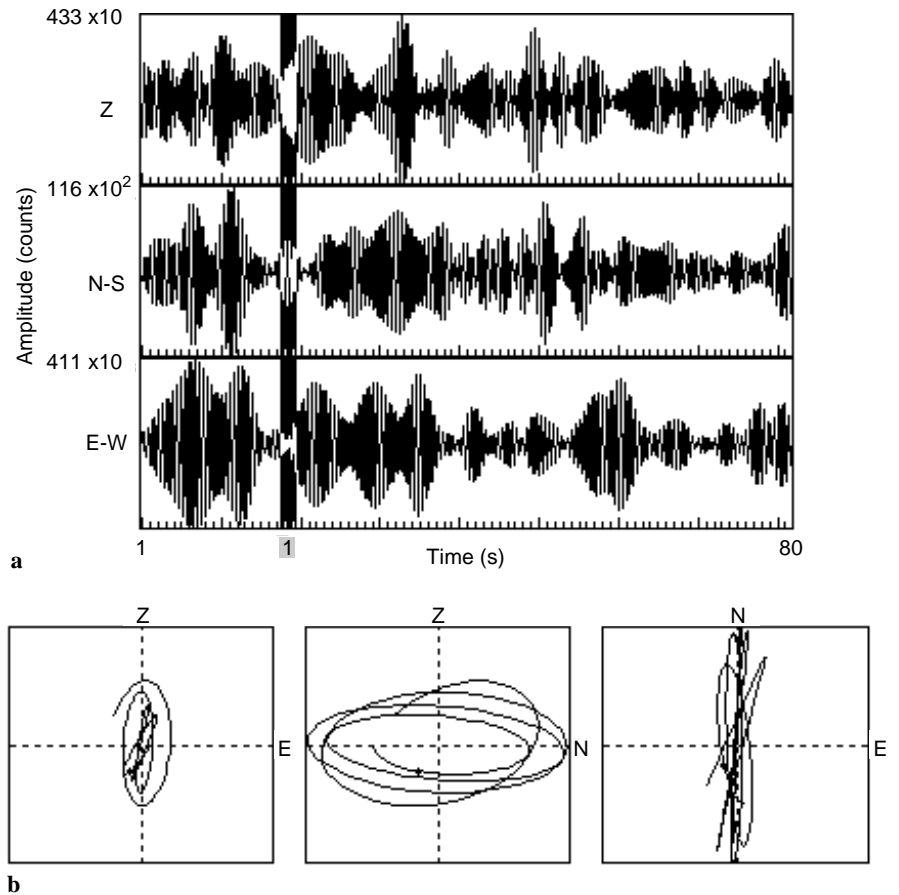 433 x10
Z
116 x10²
N-S
411 x10
E-W
Amplitude (counts)
1 1 80
Time (s)
a
Z Z N
E N E
b